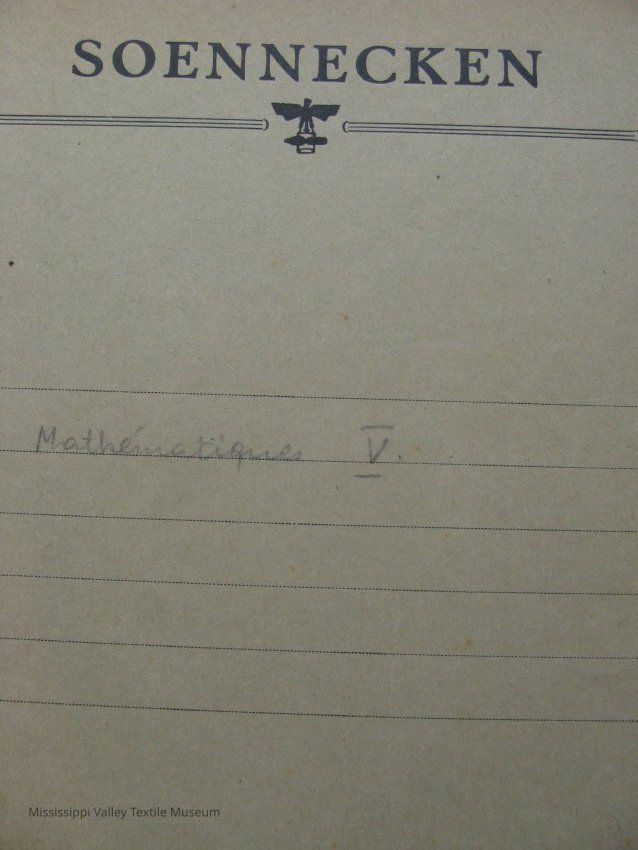 SOENNECKEN
Mathématiques V.
Mississippi Valley Textile Museum